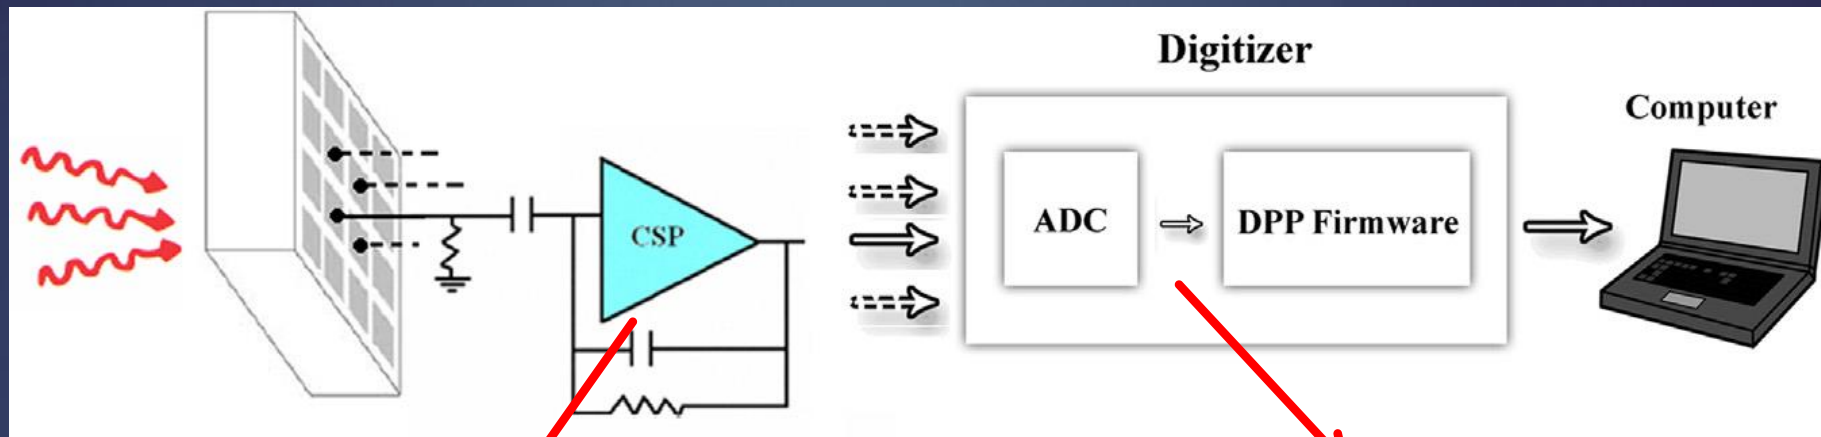 Digitizer
Computer
CSP
ADC
DPP Firmware